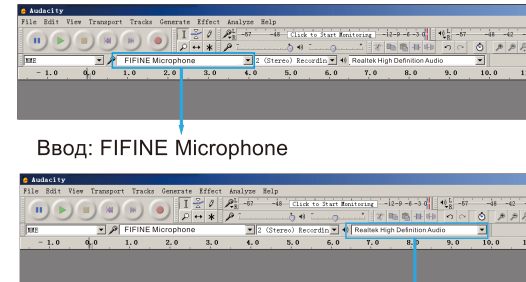 Audacity
File Edit View Transport Tracks Generate Effect Analyze Help
-57 -48 Click to Start Monitoring -12 -9 -6 -3 0 -57 -48 -42
MME FIFINE Microphone 2 (Stereo) Recordin Realtek High Definition Audio
-1.0 0.0 1.0 2.0 3.0 4.0 5.0 6.0 7.0 8.0 9.0 10.0
Ввод: FIFINE Microphone
Audacity
File Edit View Transport Tracks Generate Effect Analyze Help
-57 -48 Click to Start Monitoring -12 -9 -6 -3 0 -57 -48 -42
MME FIFINE Microphone 2 (Stereo) Recordin Realtek High Definition Audio
-1.0 0.0 1.0 2.0 3.0 4.0 5.0 6.0 7.0 8.0 9.0 10.0